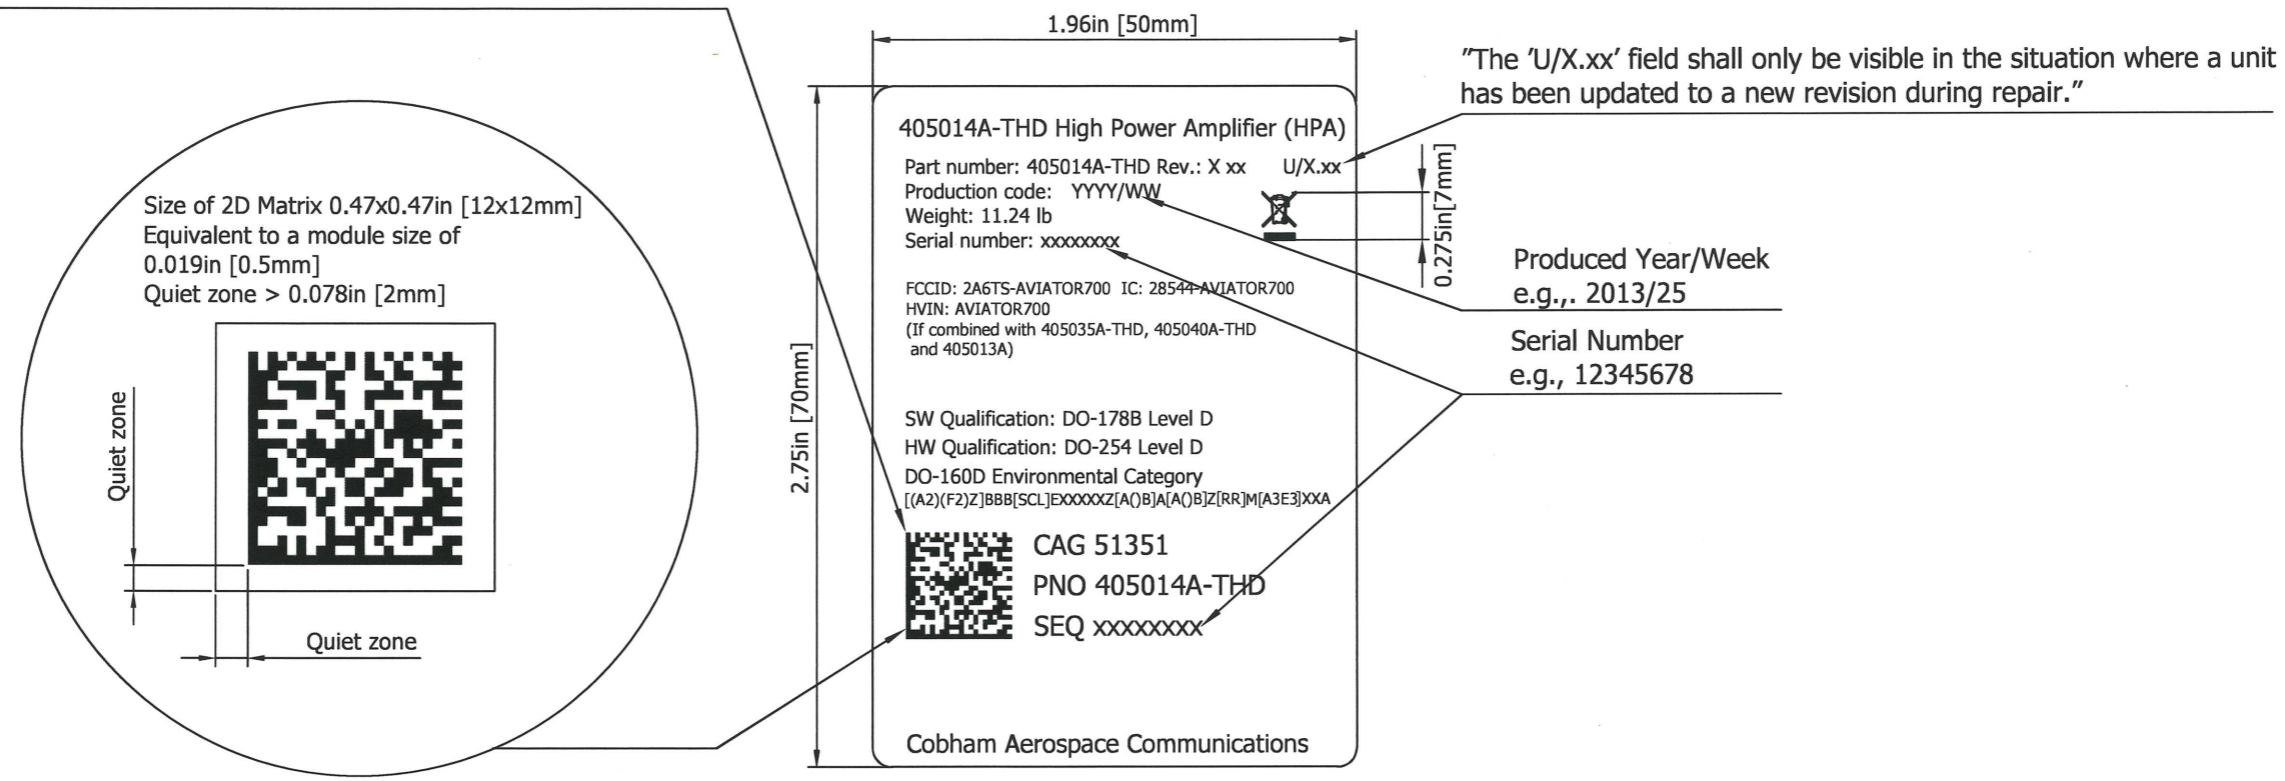 1.96in [50mm]
"The 'U/X.xx' field shall only be visible in the situation where a unit
has been updated to a new revision during repair."
405014A-THD High Power Amplifier (HPA)
Part number: 405014A-THD Rev.: X xx U/X.xx
Production code: YYYY/WW
Weight: 11.24 lb
Serial number: xxxxxxxx
0.275in[7mm]
Produced Year/Week
e.g.,. 2013/25
Serial Number
e.g., 12345678
FCCID: 2A6TS-AVIATOR700 IC: 28544-AVIATOR700
HVIN: AVIATOR700
(If combined with 405035A-THD, 405040A-THD
and 405013A)
2.75in [70mm]
SW Qualification: DO-178B Level D
HW Qualification: DO-254 Level D
DO-160D Environmental Category
[(A2)(F2)Z]BBB[SCL]EXXXXXZ[A()B]A[A()B]Z[RR]M[A3E3]XXA
CAG 51351
PNO 405014A-THD
SEQ xxxxxxxx
Cobham Aerospace Communications
Size of 2D Matrix 0.47x0.47in [12x12mm]
Equivalent to a module size of
0.019in [0.5mm]
Quiet zone > 0.078in [2mm]
Quiet zone
Quiet zone